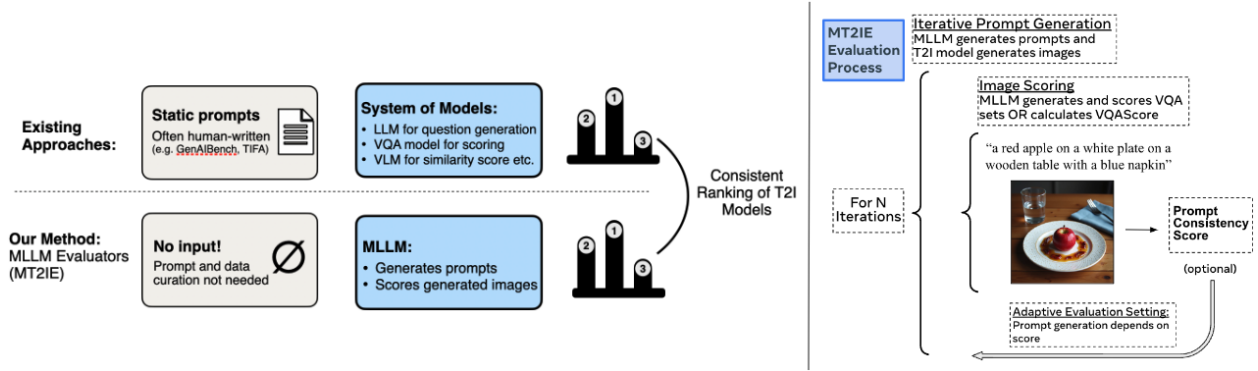 Existing
Approaches:
Static prompts
Often human-written
(e.g. GenAIBench, TIFA)
System of Models:
• LLM for question generation
• VQA model for scoring
• VLM for similarity score etc.
2
1
3
Consistent
Ranking of T2I
Models
Our Method:
MLLM Evaluators
(MT2IE)
No input!
Prompt and data
curation not needed
MLLM:
• Generates prompts
• Scores generated images
2
1
3
MT2IE
Evaluation
Process
Iterative Prompt Generation
MLLM generates prompts and
T2I model generates images
Image Scoring
MLLM generates and scores VQA
sets OR calculates VQAScore
“a red apple on a white plate on a
wooden table with a blue napkin”
For N
Iterations
Prompt
Consistency
Score
(optional)
Adaptive Evaluation Setting:
Prompt generation depends on
score